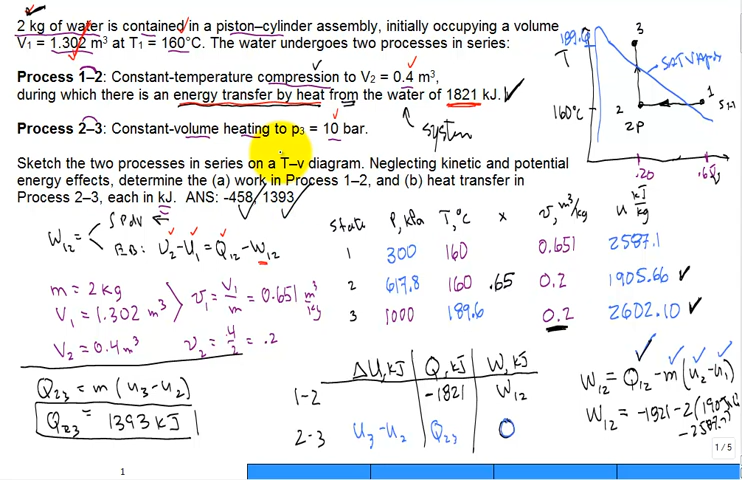 2 kg of water is contained in a piston–cylinder assembly, initially occupying a volume
V1 = 1.302 m³ at T1 = 160°C. The water undergoes two processes in series:
Process 1–2: Constant-temperature compression to V2 = 0.4 m³,
during which there is an energy transfer by heat from the water of 1821 kJ.
Process 2–3: Constant-volume heating to p3 = 10 bar.
system
Sketch the two processes in series on a T–v diagram. Neglecting kinetic and potential
energy effects, determine the (a) work in Process 1–2, and (b) heat transfer in
Process 2–3, each in kJ. ANS: -458, 1393
T
189.6
160°C
3
2
1
2P
.20
.65
W12 =
∫ Pdv
E.B: U2-U1 = Q12-W12
m = 2 kg
V1 = 1.302 m³
V2 = 0.4 m³
v1 = V1/m = 0.651 m³/kg
v2 = .4/2 = .2
State P, kPa T, °C x v, m³/kg u kJ/kg
1 300 160 0.651 2587.1
2 617.8 160 .65 0.2 1905.66
3 1000 189.6 0.2 2602.10
Q23 = m (u3 - u2)
Q23 = 1393 kJ
ΔU, kJ Q, kJ W, kJ
1-2 -1821 W12
2-3 U3 - U2 Q23 0
W12 = Q12 - m(u2-u1)
W12 = -1821 - 2(
1
1/5